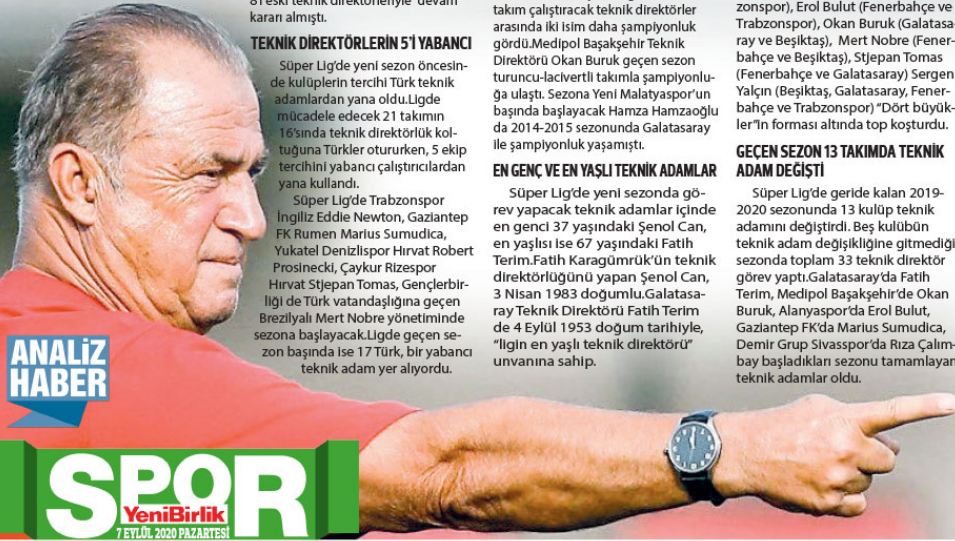 8'i eski teknik direktörleriyle devam
kararı almıştı.
TEKNİK DİREKTÖRLERİN 5'İ YABANCI
Süper Lig'de yeni sezon öncesin-
de kulüplerin tercihi Türk teknik
adamlardan yana oldu.Ligde
mücadele edecek 21 takımın
16'sında teknik direktörlük kol-
tuğuna Türkler otururken, 5 ekip
tercihini yabancı çalıştırıcılardan
yana kullandı.
Süper Lig'de Trabzonspor
İngiliz Eddie Newton, Gaziantep
FK Rumen Marius Sumudica,
Yukatel Denizlispor Hırvat Robert
Prosinecki, Çaykur Rizespor
Hırvat Stjepan Tomas, Gençlerbir-
liği de Türk vatandaşlığına geçen
Brezilyalı Mert Nobre yönetiminde
sezona başlayacak.Ligde geçen se-
zon başında ise 17 Türk, bir yabancı
teknik adam yer alıyordu.
takım çalıştıracak teknik direktörler
arasında iki isim daha şampiyonluk
gördü.Medipol Başakşehir Teknik
Direktörü Okan Buruk geçen sezon
turuncu-lacivertli takımla şampiyonlu-
ğa ulaştı. Sezona Yeni Malatyaspor'un
başında başlayacak Hamza Hamzaoğlu
da 2014-2015 sezonunda Galatasaray
ile şampiyonluk yaşamıştı.
EN GENÇ VE EN YAŞLI TEKNİK ADAMLAR
Süper Lig'de yeni sezonda gö-
rev yapacak teknik adamlar içinde
en genci 37 yaşındaki Şenol Can,
en yaşlısı ise 67 yaşındaki Fatih
Terim.Fatih Karagümrük'ün teknik
direktörlüğünü yapan Şenol Can,
3 Nisan 1983 doğumlu.Galatasa-
ray Teknik Direktörü Fatih Terim
de 4 Eylül 1953 doğum tarihiyle,
"ligin en yaşlı teknik direktörü"
unvanına sahip.
zonspor), Erol Bulut (Fenerbahçe ve
Trabzonspor), Okan Buruk (Galatasa-
ray ve Beşiktaş), Mert Nobre (Fener-
bahçe ve Beşiktaş), Stjepan Tomas
(Fenerbahçe ve Galatasaray) Sergen
Yalçın (Beşiktaş, Galatasaray, Fener-
bahçe ve Trabzonspor) "Dört büyük-
ler"in forması altında top koşturdu.
GEÇEN SEZON 13 TAKIMDA TEKNİK
ADAM DEĞİŞTİ
Süper Lig'de geride kalan 2019-
2020 sezonunda 13 kulüp teknik
adamını değiştirdi. Beş kulübün
teknik adam değişikliğine gitmediği
sezonda toplam 33 teknik direktör
görev yaptı.Galatasaray'da Fatih
Terim, Medipol Başakşehir'de Okan
Buruk, Alanyaspor'da Erol Bulut,
Gaziantep FK'da Marius Sumudica,
Demir Grup Sivasspor'da Rıza Çalım-
bay başladıkları sezonu tamamlayan
teknik adamlar oldu.
ANALİZ
HABER
SPOR
YeniBirlik
7 EYLÜL 2020 PAZARTESİ